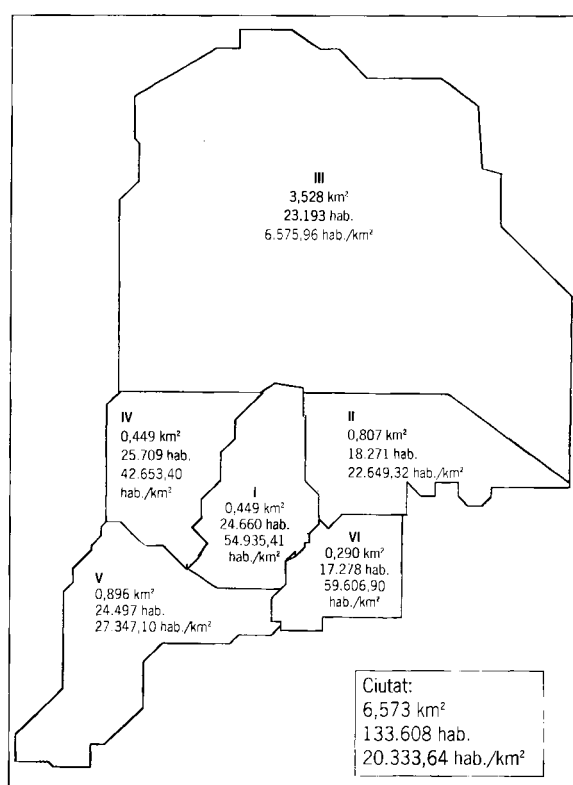 III
3,528 km²
23.193 hab.
6.575,96 hab./km²
IV
0,449 km²
25.709 hab.
42.653,40
hab./km²
I
0,449 km²
24.660 hab.
54.935,41
hab./km²
II
0,807 km²
18.271 hab.
22.649,32 hab./km²
VI
0,290 km²
17.278 hab.
59.606,90
hab./km²
V
0,896 km²
24.497 hab.
27.347,10 hab./km²
Ciutat:
6,573 km²
133.608 hab.
20.333,64 hab./km²